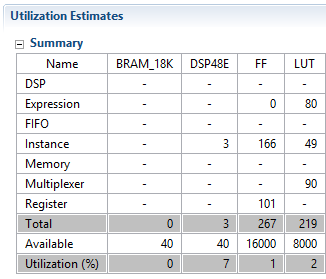 Utilization Estimates
Summary
Name BRAM_18K DSP48E FF LUT
DSP - - - -
Expression - - 0 80
FIFO - - - -
Instance - 3 166 49
Memory - - - -
Multiplexer - - - 90
Register - - 101 -
Total 0 3 267 219
Available 40 40 16000 8000
Utilization (%) 0 7 1 2